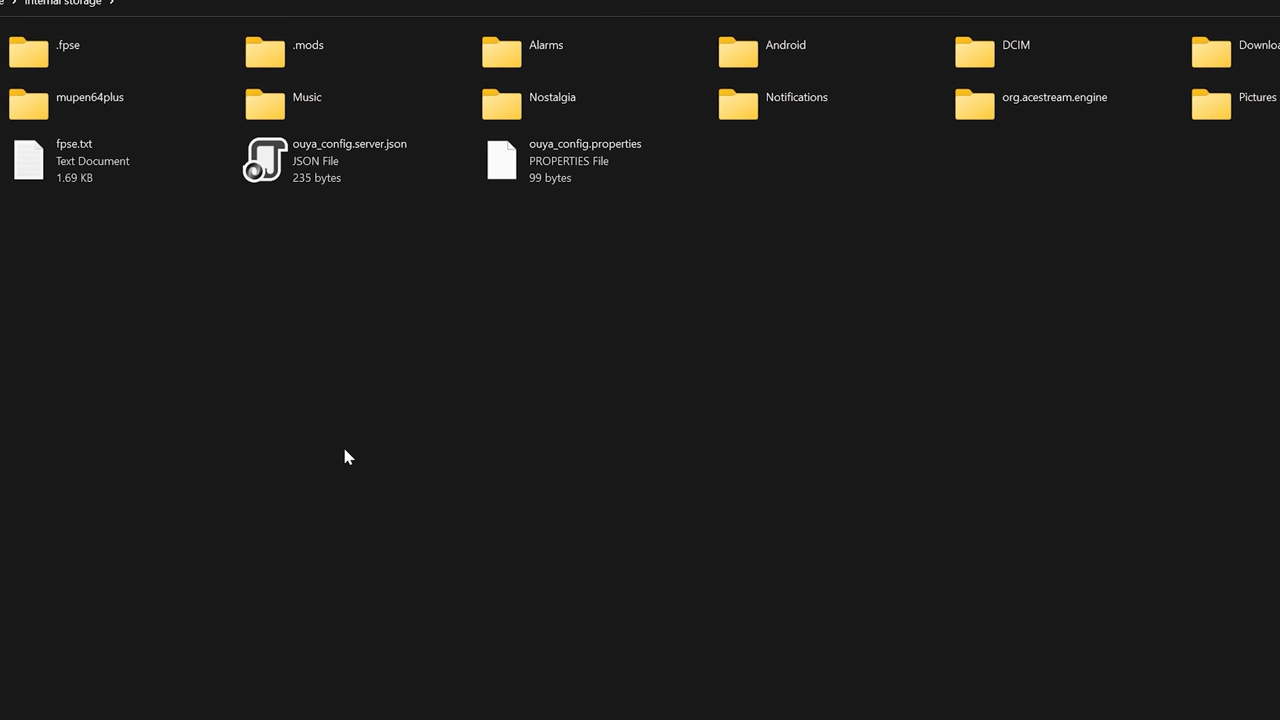 Internal storage
.fpse
.mods
Alarms
Android
DCIM
mupen64plus
Music
Nostalgia
Notifications
org.acestream.engine
Pictures
fpse.txt
Text Document
1.69 KB
ouya_config.server.json
JSON File
235 bytes
ouya_config.properties
PROPERTIES File
99 bytes